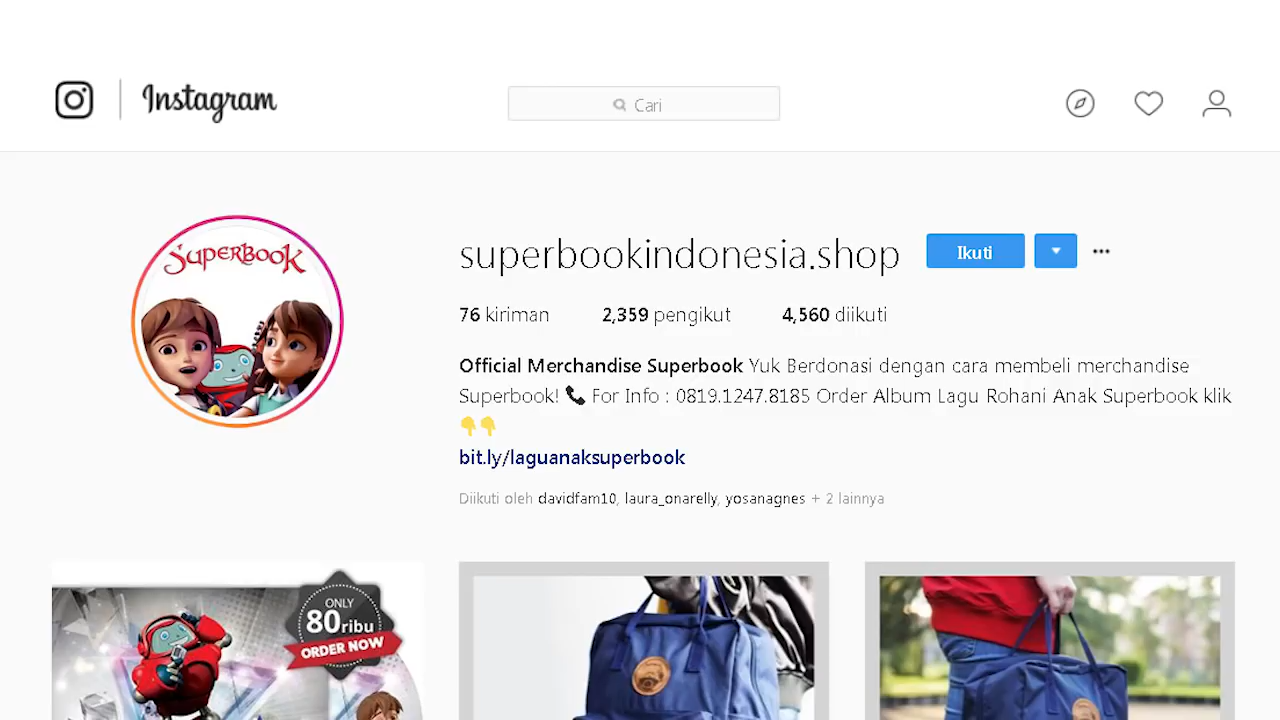 Instagram
Cari
SUPERBOOK
superbookindonesia.shop
Ikuti
76 kiriman
2,359 pengikut
4,560 diikuti
Official Merchandise Superbook Yuk Berdonasi dengan cara membeli merchandise
Superbook! 📞 For Info : 0819.1247.8185 Order Album Lagu Rohani Anak Superbook klik
👇👇
bit.ly/laguanaksuperbook
Diikuti oleh davidfam10, laura_onarelly, yosanagnes + 2 lainnya
ONLY
80ribu
ORDER NOW